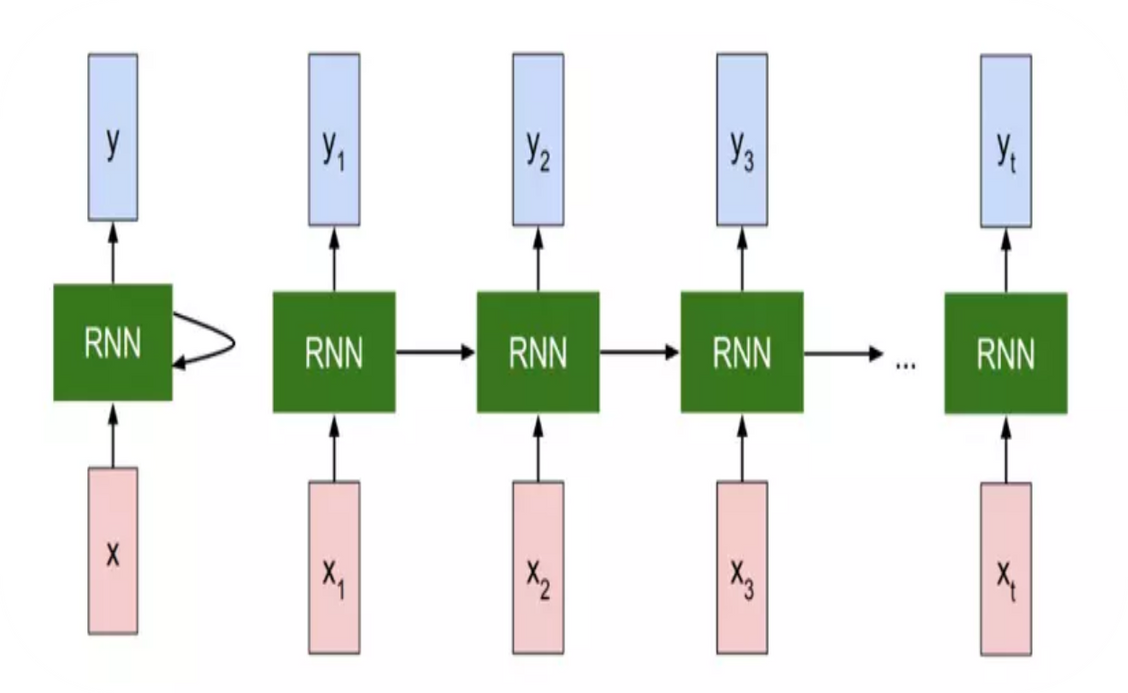 y y₁ y₂ y₃ yₜ
RNN RNN RNN RNN ... RNN
x x₁ x₂ x₃ xₜ